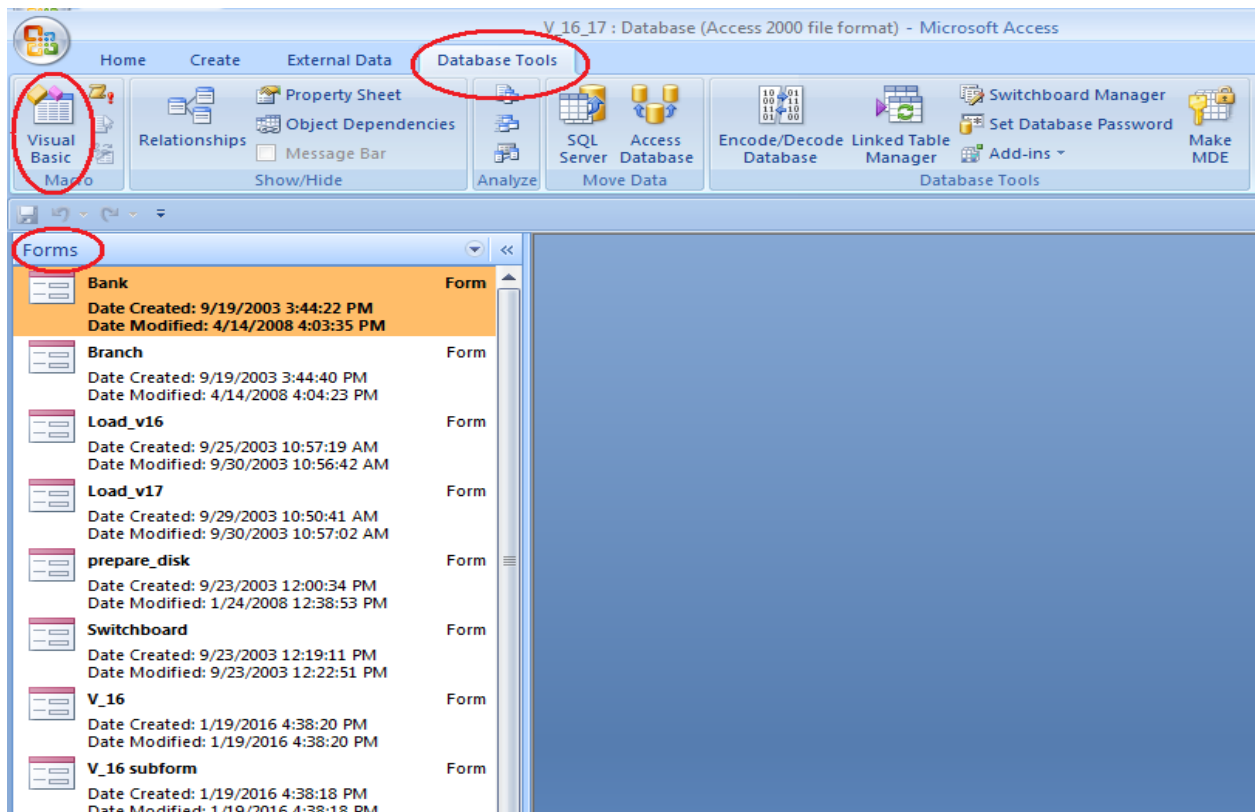 V_16_17 : Database (Access 2000 file format) - Microsoft Access
Home Create External Data Database Tools
Visual Basic
Macro
Relationships
Property Sheet
Object Dependencies
Message Bar
Show/Hide
Analyze
SQL Server
Access Database
Move Data
Encode/Decode Database
Linked Table Manager
Switchboard Manager
Set Database Password
Add-ins
Database Tools
Make MDE
Forms
Bank Form
Date Created: 9/19/2003 3:44:22 PM
Date Modified: 4/14/2008 4:03:35 PM
Branch Form
Date Created: 9/19/2003 3:44:40 PM
Date Modified: 4/14/2008 4:04:23 PM
Load_v16 Form
Date Created: 9/25/2003 10:57:19 AM
Date Modified: 9/30/2003 10:56:42 AM
Load_v17 Form
Date Created: 9/29/2003 10:50:41 AM
Date Modified: 9/30/2003 10:57:02 AM
prepare_disk Form
Date Created: 9/23/2003 12:00:34 PM
Date Modified: 1/24/2008 12:38:53 PM
Switchboard Form
Date Created: 9/23/2003 12:19:11 PM
Date Modified: 9/23/2003 12:22:51 PM
V_16 Form
Date Created: 1/19/2016 4:38:20 PM
Date Modified: 1/19/2016 4:38:20 PM
V_16 subform Form
Date Created: 1/19/2016 4:38:18 PM
Date Modified: 1/19/2016 4:38:18 PM